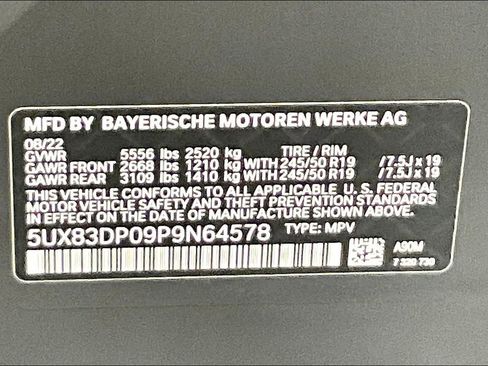 MFD BY BAYERISCHE MOTOREN WERKE AG
08/22
GVWR 5556 lbs 2520 kg TIRE / RIM
GAWR FRONT 2668 lbs 1210 kg WITH 245/50 R19 /7.5J x 19
GAWR REAR 3109 lbs 1410 kg WITH 245/50 R19 /7.5J x 19
THIS VEHICLE CONFORMS TO ALL APPLICABLE U. S. FEDERAL
MOTOR VEHICLE SAFETY AND THEFT PREVENTION STANDARDS
IN EFFECT ON THE DATE OF MANUFACTURE SHOWN ABOVE.
5UX83DP09P9N64578 TYPE: MPV
A90M